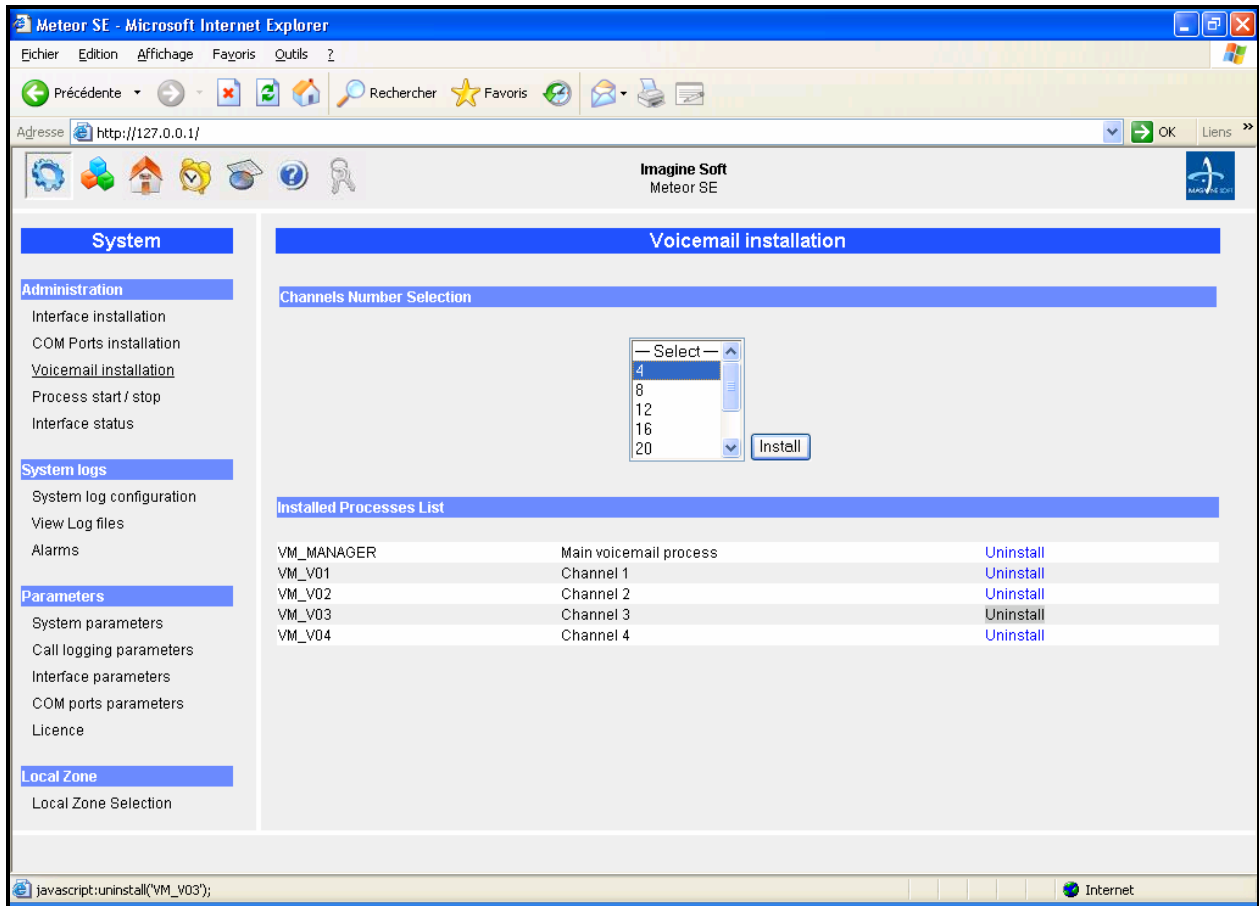 Meteor SE - Microsoft Internet Explorer
Fichier Edition Affichage Favoris Outils ?
Précédente Rechercher Favoris
Adresse http://127.0.0.1/ OK Liens »
Imagine Soft
Meteor SE
IMAGINE SOFT
System
Administration
Interface installation
COM Ports installation
Voicemail installation
Process start / stop
Interface status
System logs
System log configuration
View Log files
Alarms
Parameters
System parameters
Call logging parameters
Interface parameters
COM ports parameters
Licence
Local Zone
Local Zone Selection
Voicemail installation
Channels Number Selection
— Select —
4
8
12
16
20
Install
Installed Processes List
VM_MANAGER Main voicemail process Uninstall
VM_V01 Channel 1 Uninstall
VM_V02 Channel 2 Uninstall
VM_V03 Channel 3 Uninstall
VM_V04 Channel 4 Uninstall
javascript:uninstall('VM_V03'); Internet